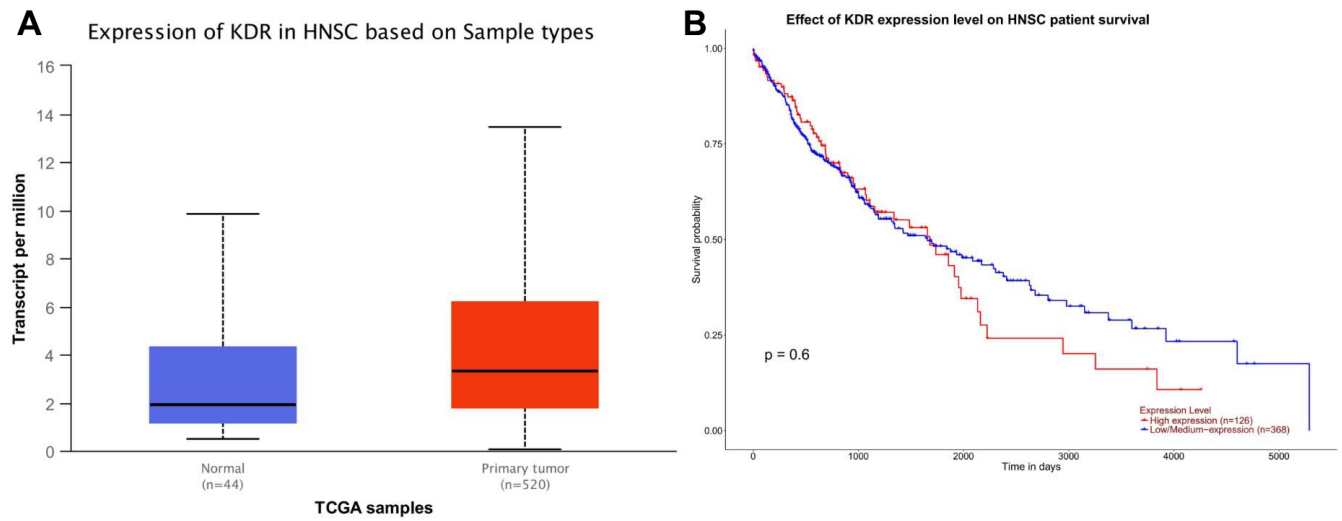 A
Expression of KDR in HNSC based on Sample types
Transcript per million
16
14
12
10
8
6
4
2
0
Normal
(n=44)
Primary tumor
(n=520)
TCGA samples
B
Effect of KDR expression level on HNSC patient survival
Survival probability
1.00
0.75
0.50
0.25
0.00
p = 0.6
Expression Level
High expression (n=126)
Low/Medium-expression (n=368)
0
1000
2000
3000
4000
5000
Time in days